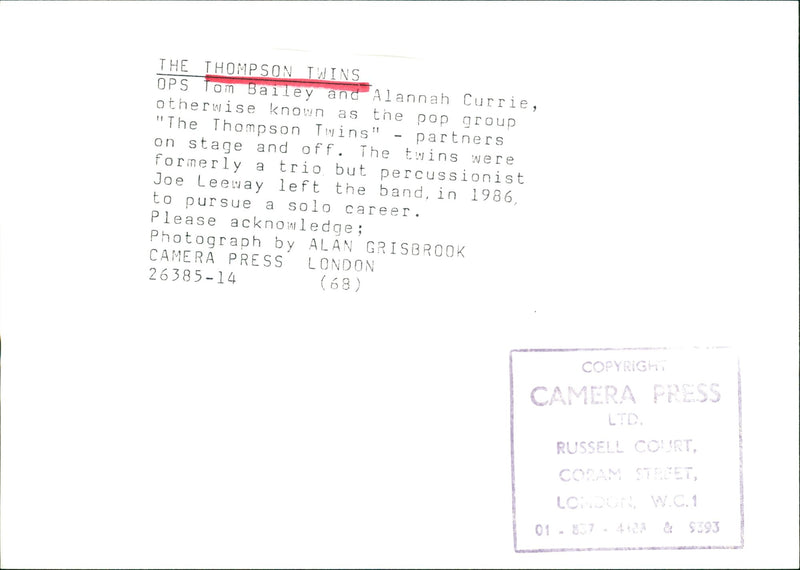 THE THOMPSON TWINS
OPS Tom Bailey and Alannah Currie,
otherwise known as the pop group
"The Thompson Twins" - partners
on stage and off. The twins were
formerly a trio but percussionist
Joe Leeway left the band, in 1986,
to pursue a solo career.
Please acknowledge;
Photograph by ALAN GRISBROOK
CAMERA PRESS LONDON
26385-14 (68)
COPYRIGHT
CAMERA PRESS
LTD.
RUSSELL COURT,
CORAM STREET,
LONDON, W.C.1
01 - & 9393